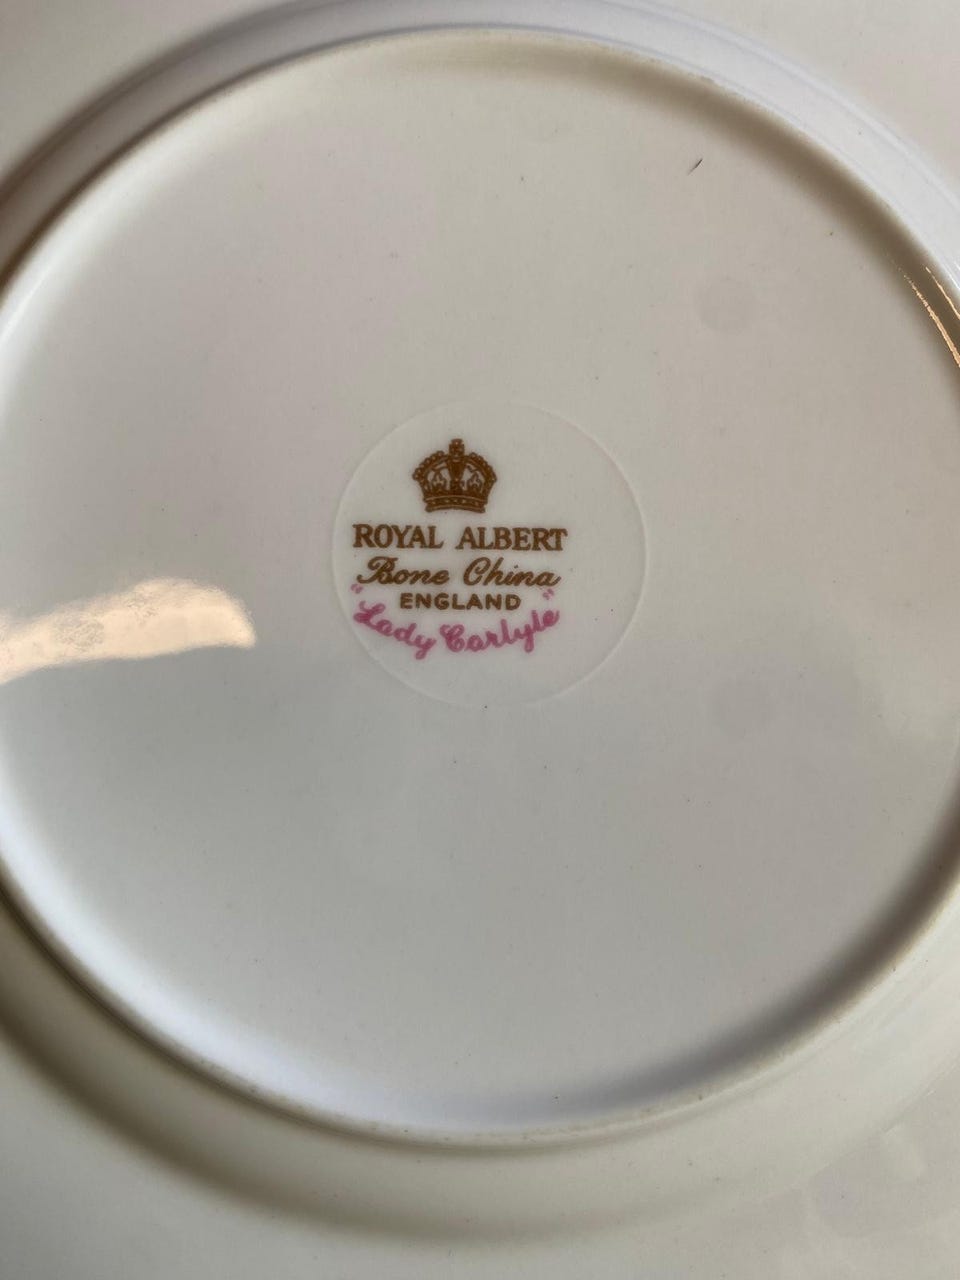 ROYAL ALBERT
Bone China
ENGLAND
"Lady Carlyle"